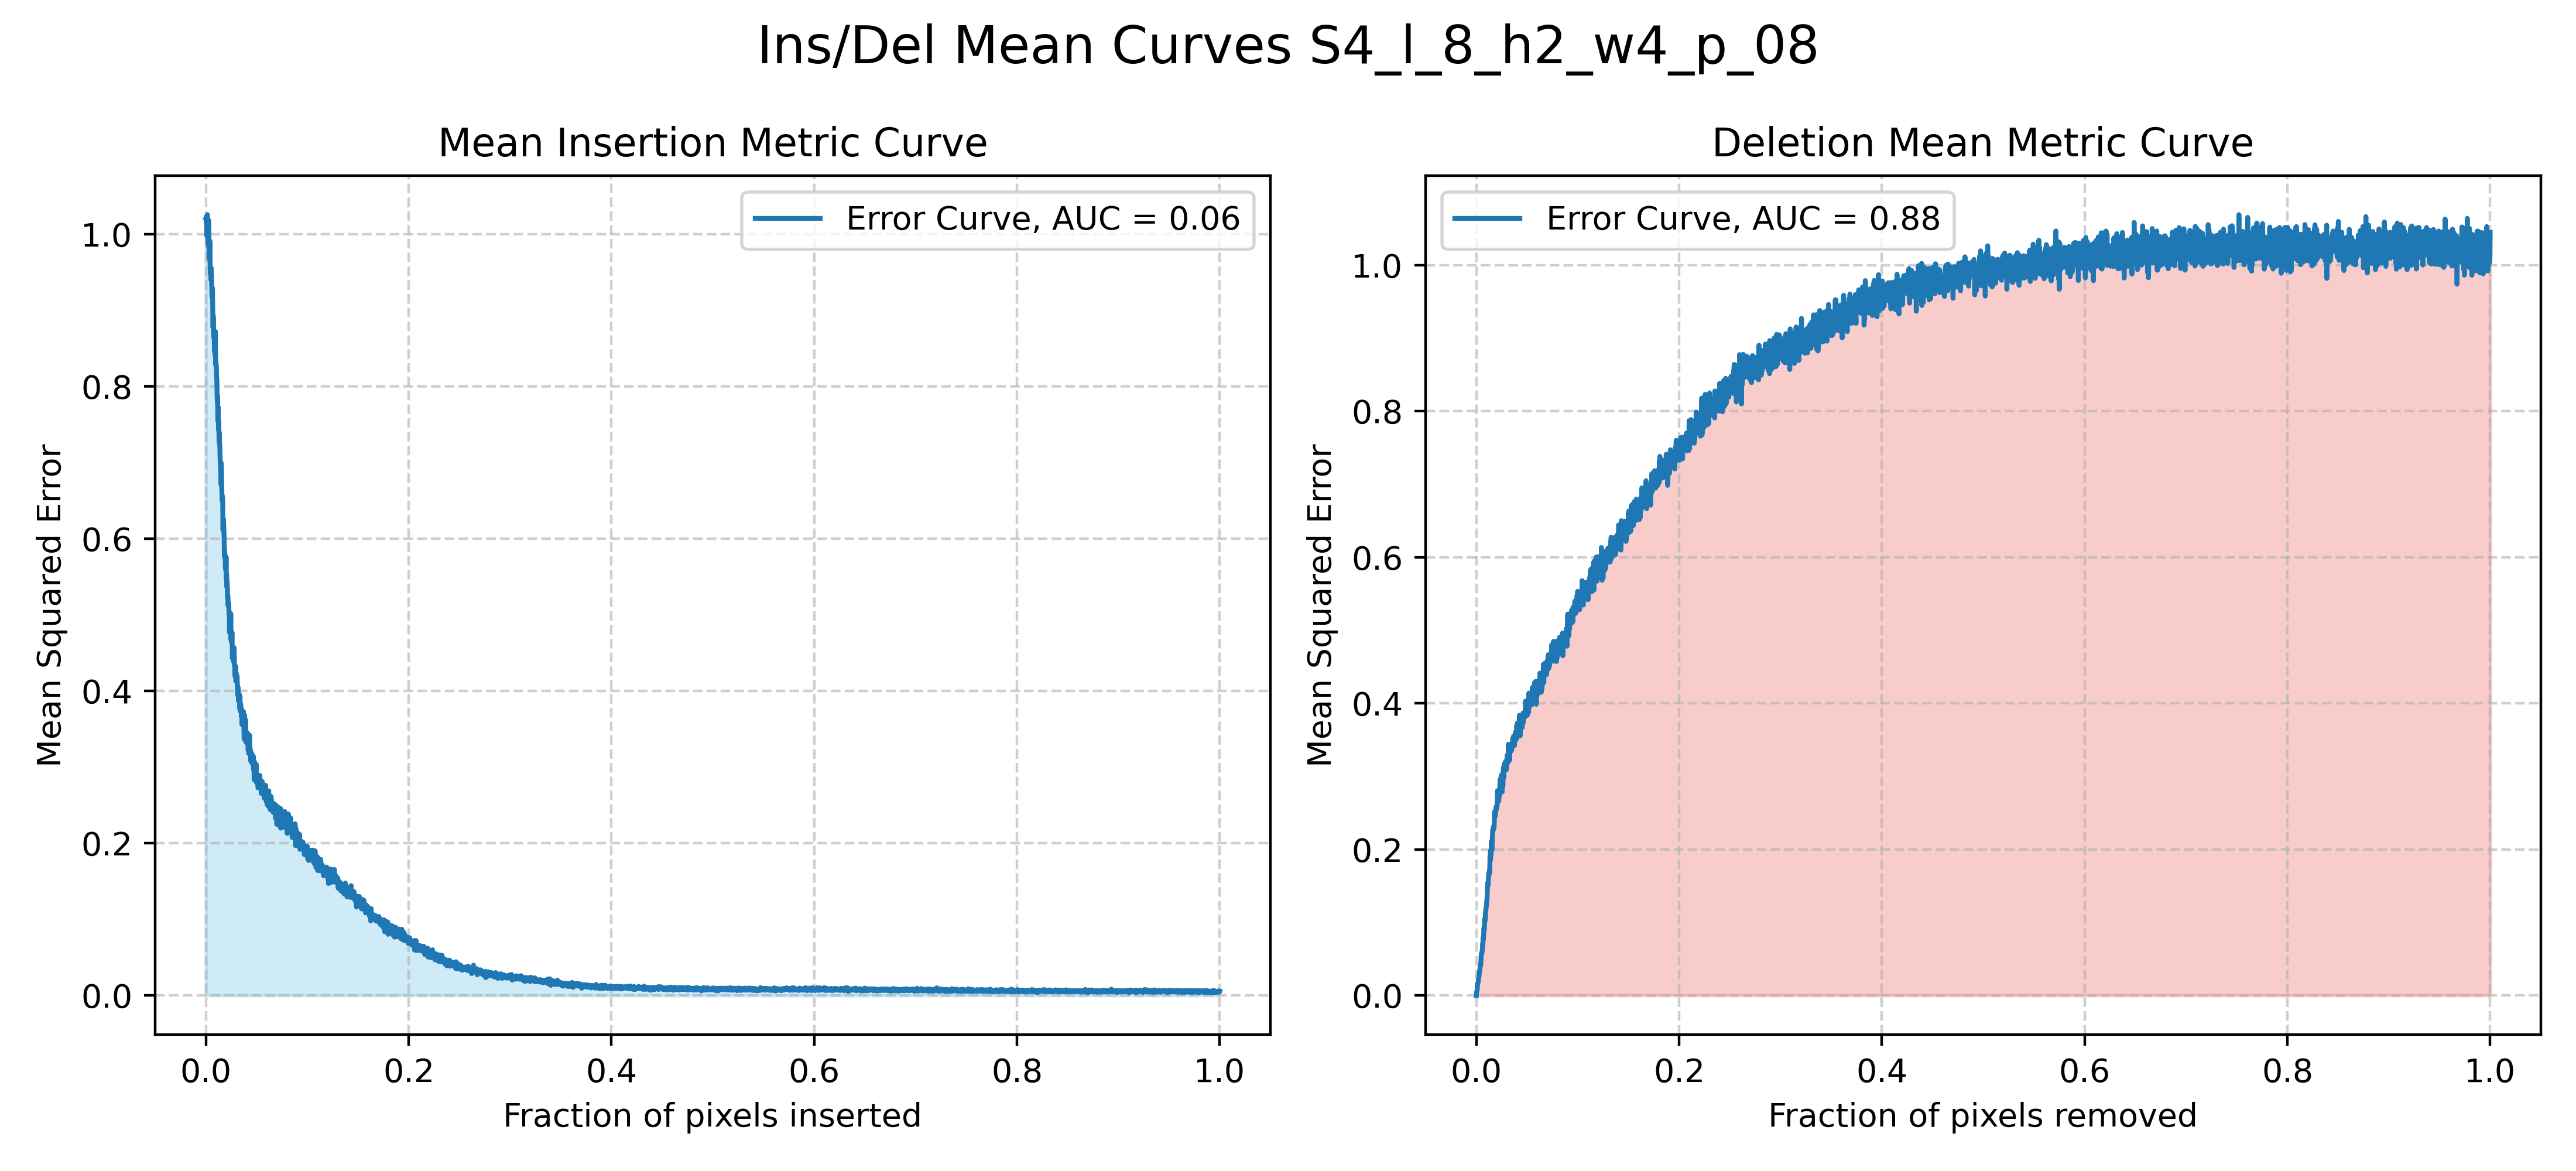 Ins/Del Mean Curves S4_l_8_h2_w4_p_08
Mean Insertion Metric Curve
Error Curve, AUC = 0.06
Mean Squared Error
1.0
0.8
0.6
0.4
0.2
0.0
0.0 0.2 0.4 0.6 0.8 1.0
Fraction of pixels inserted
Deletion Mean Metric Curve
Error Curve, AUC = 0.88
Mean Squared Error
1.0
0.8
0.6
0.4
0.2
0.0
0.0 0.2 0.4 0.6 0.8 1.0
Fraction of pixels removed